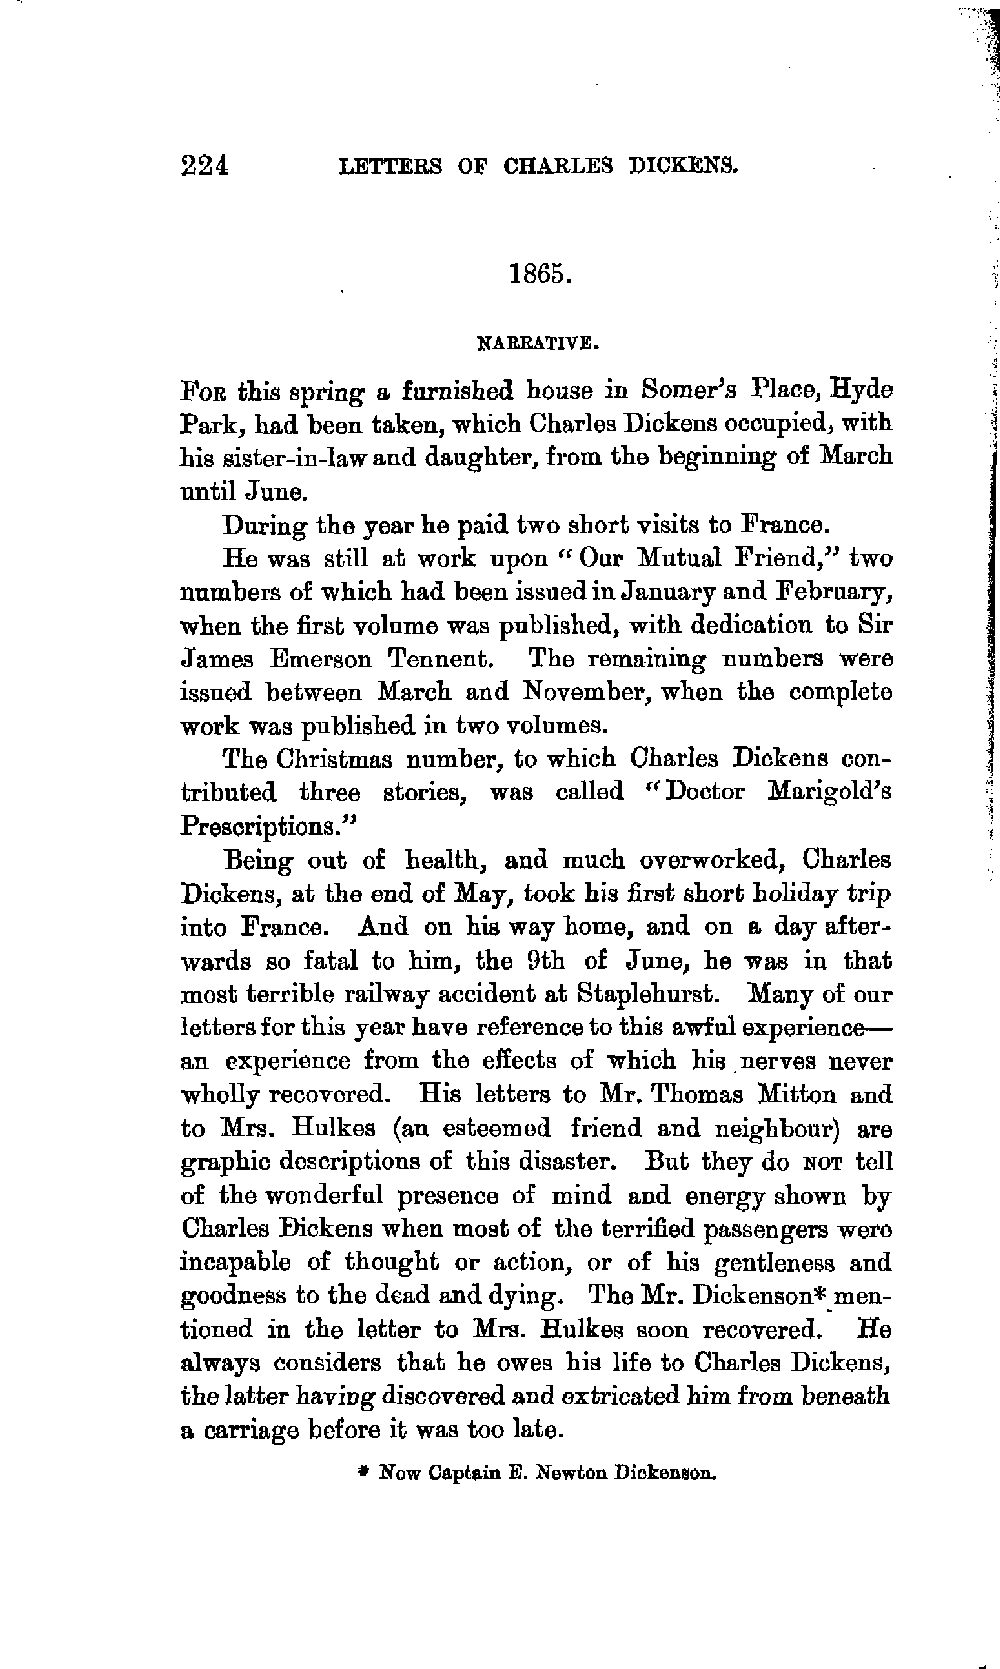 224 LETTERS OF CHARLES DICKENS.
1865.
NARRATIVE.
FOR this spring a furnished house in Somer's Place, Hyde
Park, had been taken, which Charles Dickens occupied, with
his sister-in-law and daughter, from the beginning of March
until June.
During the year he paid two short visits to France.
He was still at work upon "Our Mutual Friend," two
numbers of which had been issued in January and February,
when the first volume was published, with dedication to Sir
James Emerson Tennent. The remaining numbers were
issued between March and November, when the complete
work was published in two volumes.
The Christmas number, to which Charles Dickens con-
tributed three stories, was called "Doctor Marigold's
Prescriptions."
Being out of health, and much overworked, Charles
Dickens, at the end of May, took his first short holiday trip
into France. And on his way home, and on a day after-
wards so fatal to him, the 9th of June, he was in that
most terrible railway accident at Staplehurst. Many of our
letters for this year have reference to this awful experience—
an experience from the effects of which his nerves never
wholly recovered. His letters to Mr. Thomas Mitton and
to Mrs. Hulkes (an esteemed friend and neighbour) are
graphic descriptions of this disaster. But they do NOT tell
of the wonderful presence of mind and energy shown by
Charles Dickens when most of the terrified passengers were
incapable of thought or action, or of his gentleness and
goodness to the dead and dying. The Mr. Dickenson* men-
tioned in the letter to Mrs. Hulkes soon recovered. He
always considers that he owes his life to Charles Dickens,
the latter having discovered and extricated him from beneath
a carriage before it was too late.
* Now Captain E. Newton Dickenson.